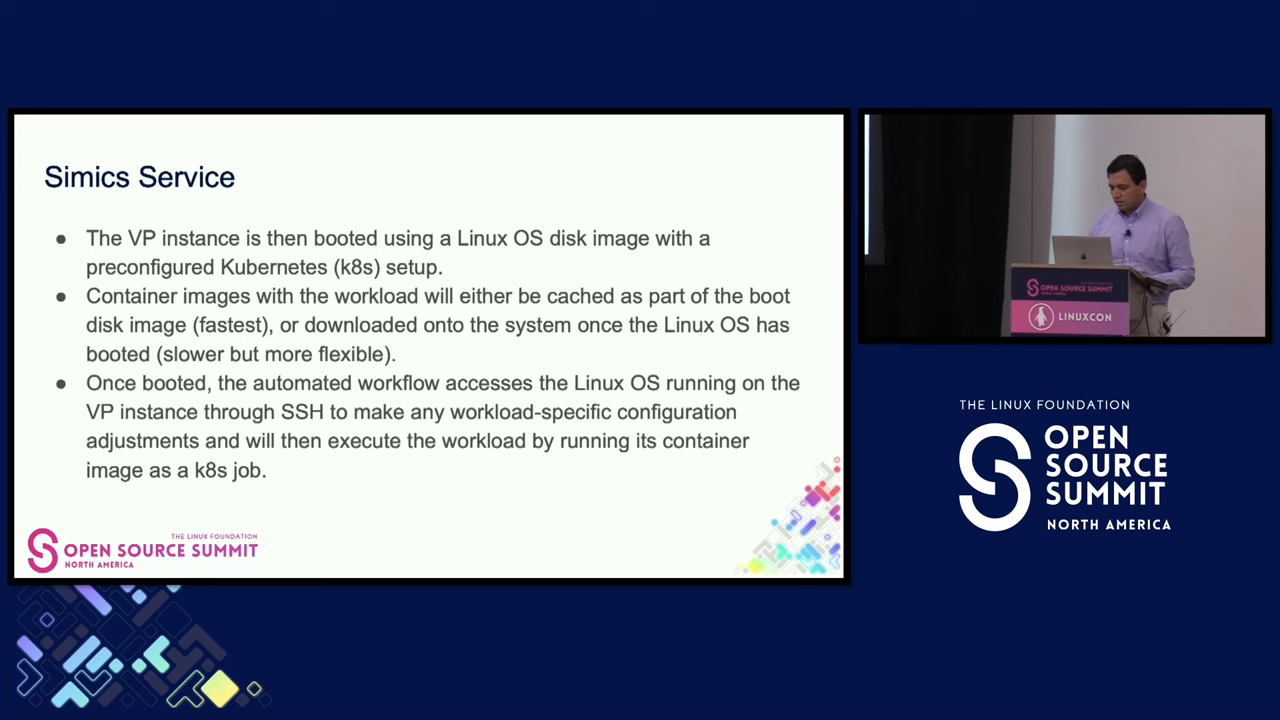 Simics Service
● The VP instance is then booted using a Linux OS disk image with a
preconfigured Kubernetes (k8s) setup.
● Container images with the workload will either be cached as part of the boot
disk image (fastest), or downloaded onto the system once the Linux OS has
booted (slower but more flexible).
● Once booted, the automated workflow accesses the Linux OS running on the
VP instance through SSH to make any workload-specific configuration
adjustments and will then execute the workload by running its container
image as a k8s job.
THE LINUX FOUNDATION
OPEN SOURCE SUMMIT
NORTH AMERICA
OPEN SOURCE SUMMIT
LINUXCON
THE LINUX FOUNDATION
OPEN
SOURCE
SUMMIT
NORTH AMERICA